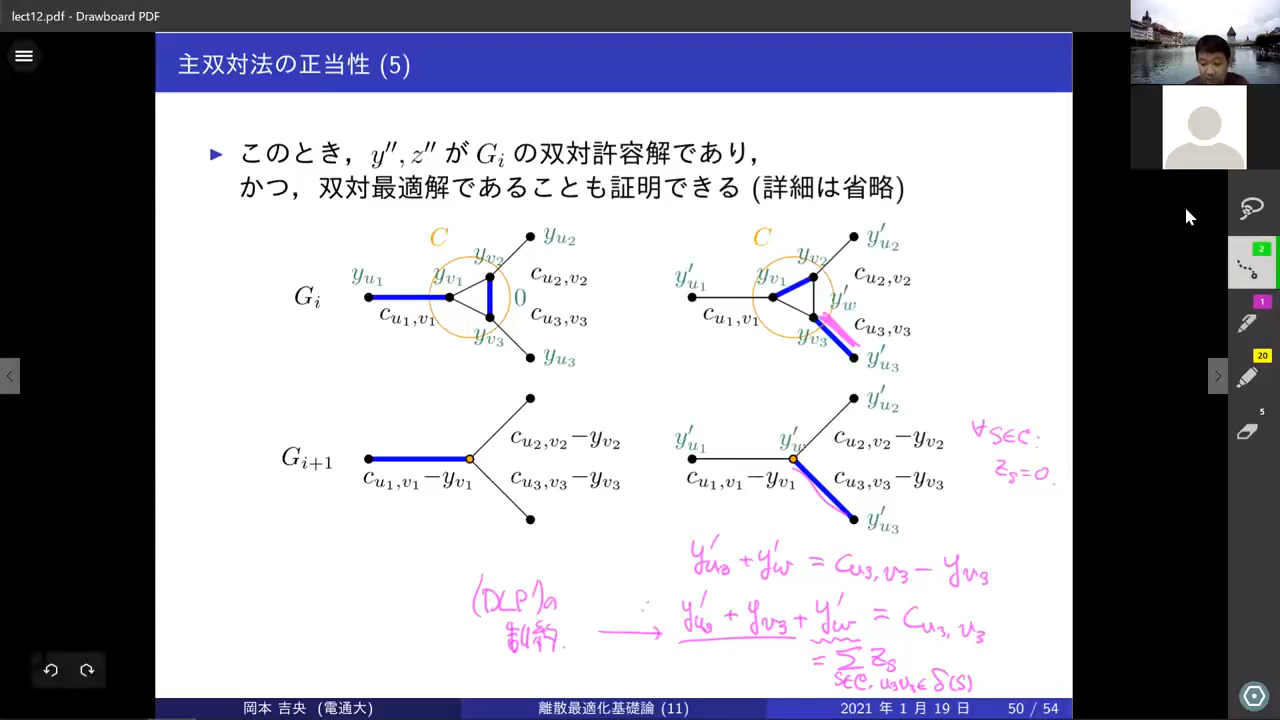 lect12.pdf - Drawboard PDF
主双対法の正当性 (5)
▶ このとき，y″, z″ が G_i の双対許容解であり，
かつ，双対最適解であることも証明できる (詳細は省略)
C
y_{u_2}
y_{v_2}
y_{u_1}
y_{v_1}
c_{u_2,v_2}
G_i
0
c_{u_1,v_1}
c_{u_3,v_3}
y_{v_3}
y_{u_3}
C
y′_{u_2}
y_{v_2}
y′_{u_1}
y_{v_1}
c_{u_2,v_2}
y′_w
c_{u_1,v_1}
c_{u_3,v_3}
y_{v_3}
y′_{u_3}
G_{i+1}
c_{u_2,v_2}−y_{v_2}
c_{u_1,v_1}−y_{v_1}
c_{u_3,v_3}−y_{v_3}
y′_{u_2}
y′_{u_1}
y′_w
c_{u_2,v_2}−y_{v_2}
c_{u_1,v_1}−y_{v_1}
c_{u_3,v_3}−y_{v_3}
y′_{u_3}
∀S∈C:
z_S=0
y′_{u_3} + y′_w = c_{u_3,v_3} − y_{v_3}
(DLP′)の
制約
→ y′_{u_3} + y_{v_3} + y′_w = c_{u_3,v_3}
= Σ z_S
S∈C, u_3v_3∈δ(S)
岡本 吉央 (電通大)
離散最適化基礎論 (11)
2021 年 1 月 19 日
50 / 54
2
1
20
5